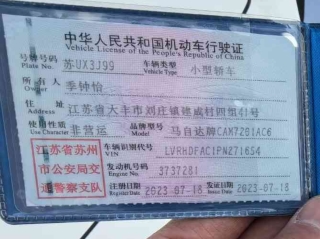 中华人民共和国机动车行驶证
Vehicle License of the People's Republic of China
号牌号码 苏UX3J99 车辆类型 小型轿车
Plate No. Vehicle Type
所有人 季钟怡
Owner
住址 江苏省大丰市刘庄镇建成村四组41号
Address
使用性质 非营运 品牌型号 马自达牌CAM7281AC6
Use Character Model
江苏省苏州 车辆识别代号 LVRHDFAC1PN271654
VIN
市公安局交 发动机号码 3737281
Engine No.
通警察支队 注册日期 2023-07-18 发证日期 2023-07-18
Register Date Issue Date